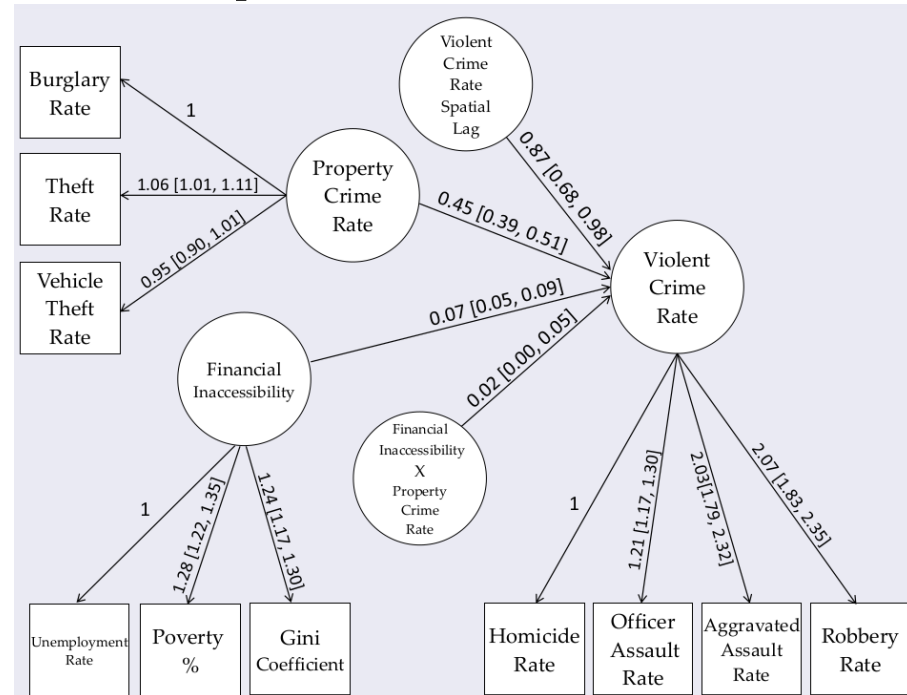 Burglary
Rate
Theft
Rate
Vehicle
Theft
Rate
1
1.06 [1.01, 1.11]
0.95 [0.90, 1.01]
Property
Crime
Rate
Violent
Crime
Rate
Spatial
Lag
0.87 [0.68, 0.98]
0.45 [0.39, 0.51]
Violent
Crime
Rate
0.07 [0.05, 0.09]
0.02 [0.00, 0.05]
Financial
Inaccessibility
Financial
Inaccessibility
X
Property
Crime
Rate
1
1.28 [1.22, 1.35]
1.24 [1.17, 1.30]
1
1.21 [1.17, 1.30]
2.03[1.79, 2.32]
2.07 [1.83, 2.35]
Unemployment
Rate
Poverty
%
Gini
Coefficient
Homicide
Rate
Officer
Assault
Rate
Aggravated
Assault
Rate
Robbery
Rate